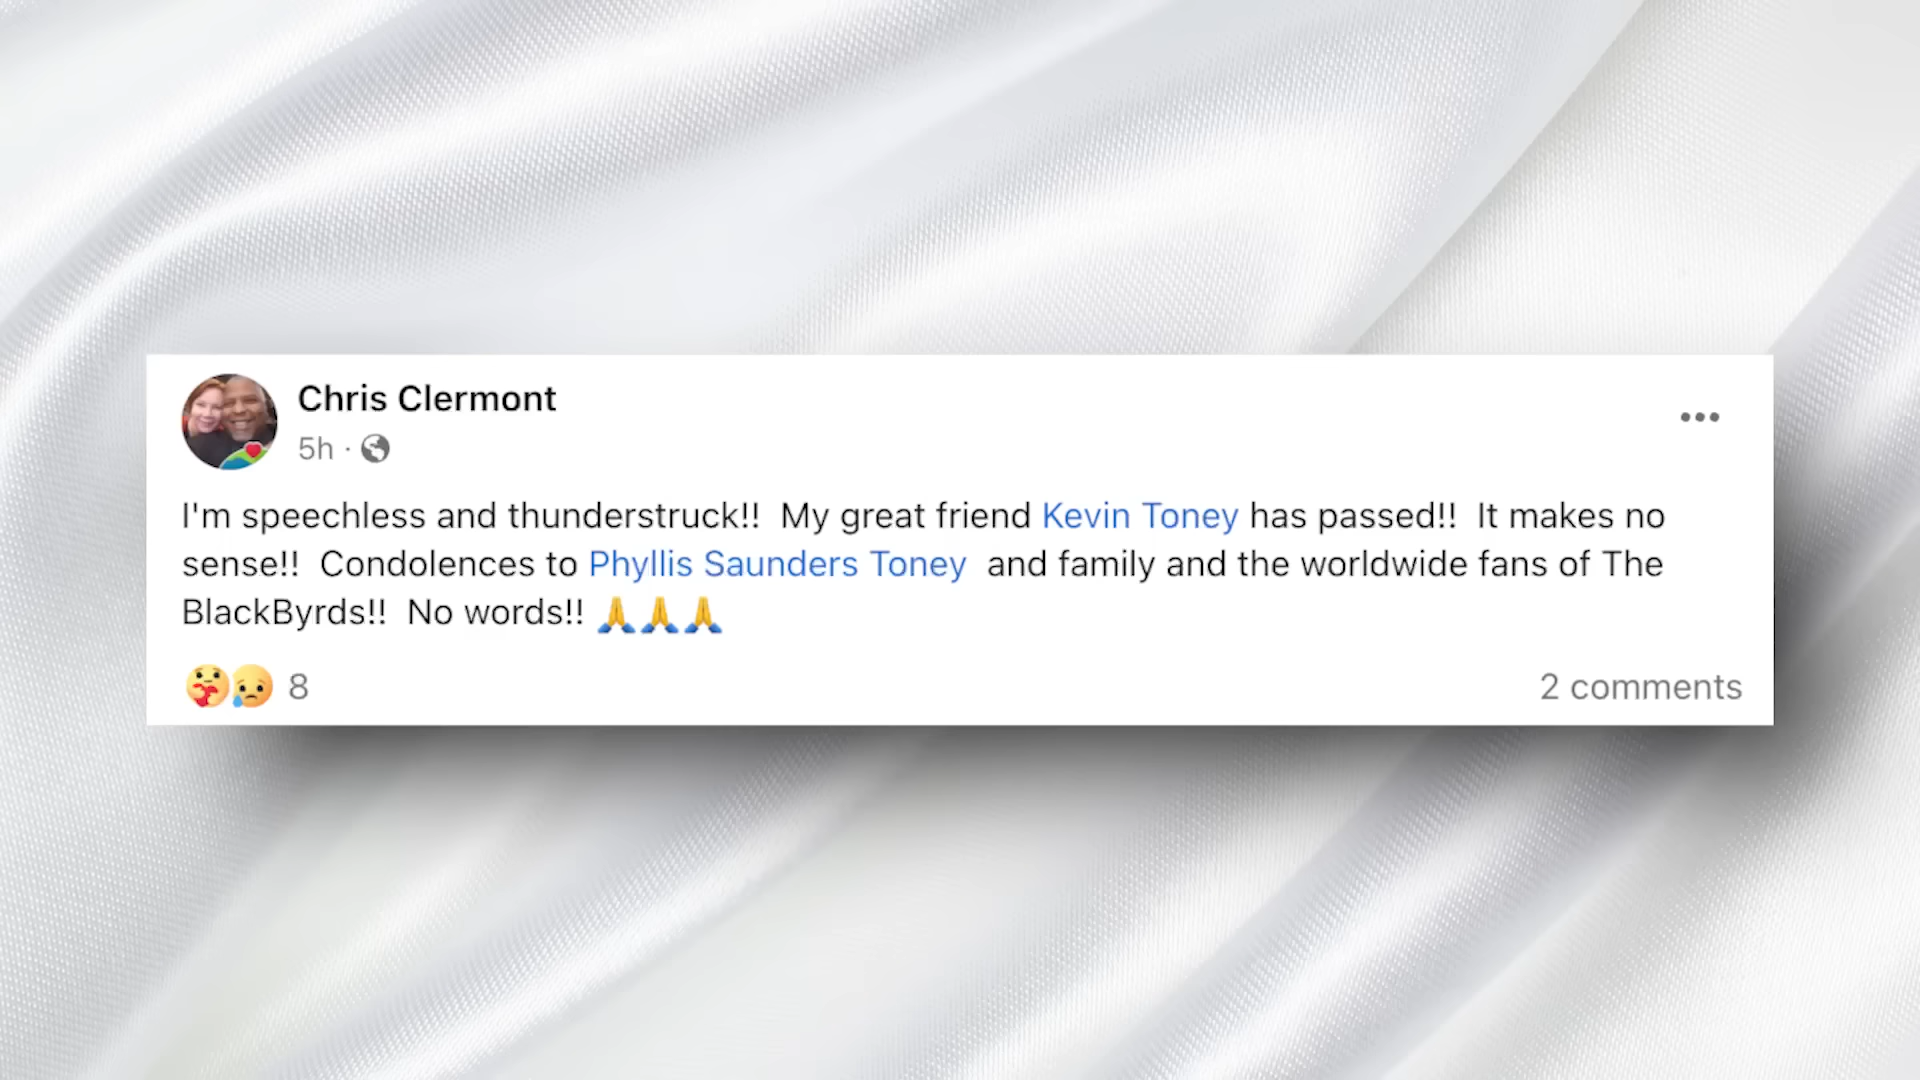 Chris Clermont
5h ·
I'm speechless and thunderstruck!! My great friend Kevin Toney has passed!! It makes no
sense!! Condolences to Phyllis Saunders Toney and family and the worldwide fans of The
BlackByrds!! No words!! 🙏🙏🙏
8
2 comments